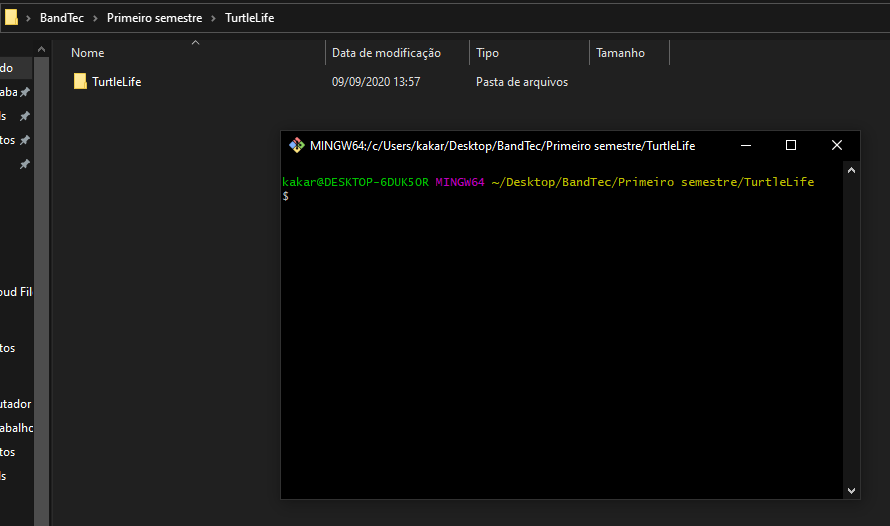 BandTec > Primeiro semestre > TurtleLife
Nome Data de modificação Tipo Tamanho
TurtleLife 09/09/2020 13:57 Pasta de arquivos
do
aba
ls
tos
oud Fil
tos
utador
abalho
tos
ls
MINGW64:/c/Users/kakar/Desktop/BandTec/Primeiro semestre/TurtleLife
kakar@DESKTOP-6DUK5OR MINGW64 ~/Desktop/BandTec/Primeiro semestre/TurtleLife
$